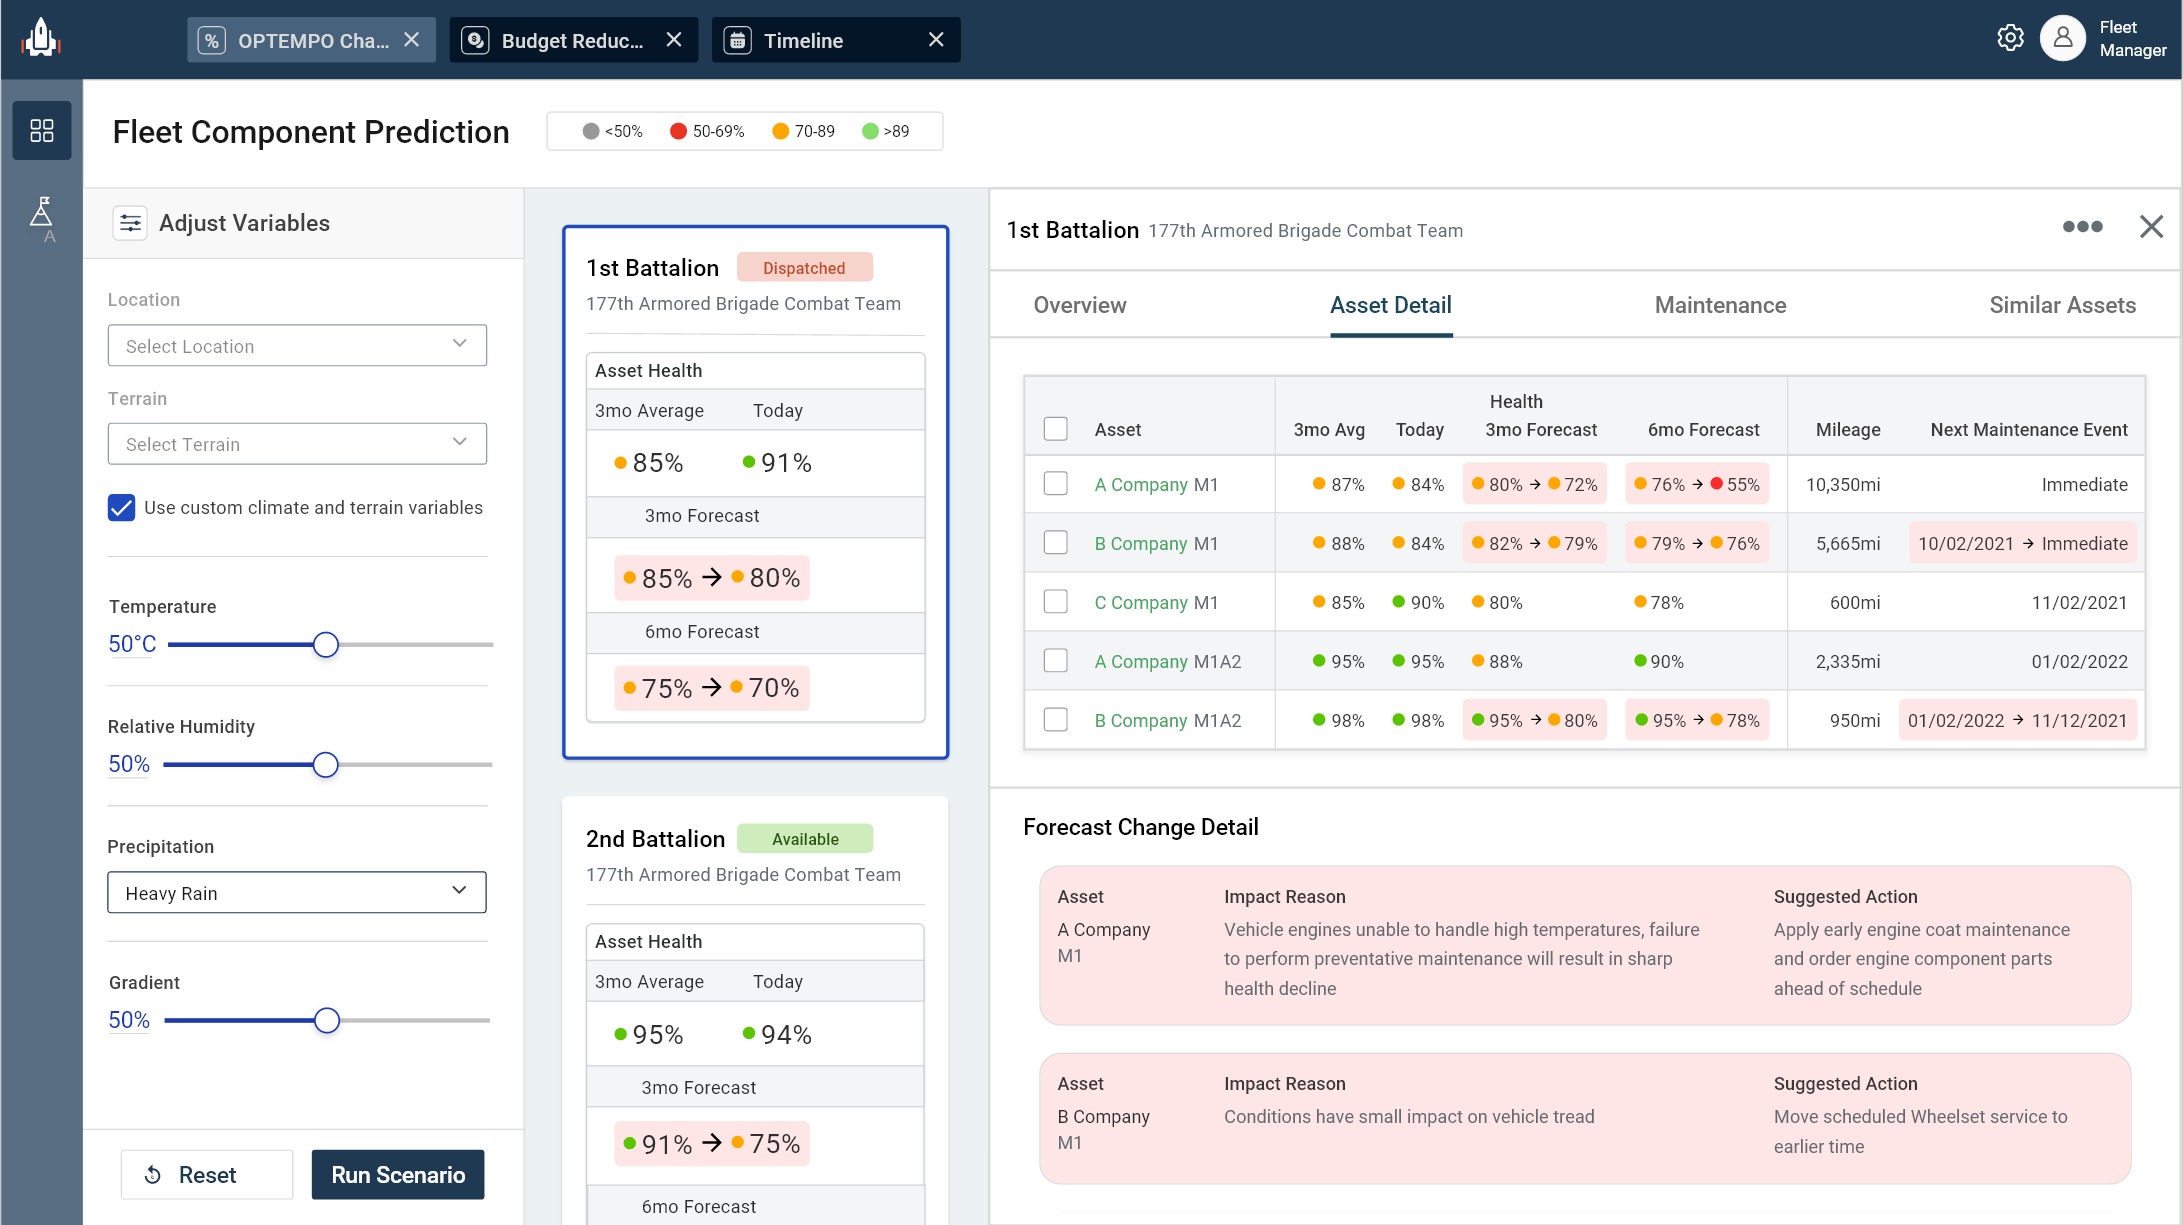 % OPTEMPO Cha...
Budget Reduc...
Timeline
Fleet
Manager
A
Fleet Component Prediction
<50% 50-69% 70-89 >89
Adjust Variables
Location
Select Location
Terrain
Select Terrain
Use custom climate and terrain variables
Temperature
50°C
Relative Humidity
50%
Precipitation
Heavy Rain
Gradient
50%
Reset
Run Scenario
1st Battalion Dispatched
177th Armored Brigade Combat Team
Asset Health
3mo Average Today
85% 91%
3mo Forecast
85% → 80%
6mo Forecast
75% → 70%
2nd Battalion Available
177th Armored Brigade Combat Team
Asset Health
3mo Average Today
95% 94%
3mo Forecast
91% → 75%
6mo Forecast
1st Battalion 177th Armored Brigade Combat Team
Overview Asset Detail Maintenance Similar Assets
Health
Asset 3mo Avg Today 3mo Forecast 6mo Forecast Mileage Next Maintenance Event
A Company M1 87% 84% 80% → 72% 76% → 55% 10,350mi Immediate
B Company M1 88% 84% 82% → 79% 79% → 76% 5,665mi 10/02/2021 → Immediate
C Company M1 85% 90% 80% 78% 600mi 11/02/2021
A Company M1A2 95% 95% 88% 90% 2,335mi 01/02/2022
B Company M1A2 98% 98% 95% → 80% 95% → 78% 950mi 01/02/2022 → 11/12/2021
Forecast Change Detail
Asset Impact Reason Suggested Action
A Company Vehicle engines unable to handle high temperatures, failure Apply early engine coat maintenance
M1 to perform preventative maintenance will result in sharp and order engine component parts
health decline ahead of schedule
Asset Impact Reason Suggested Action
B Company Conditions have small impact on vehicle tread Move scheduled Wheelset service to
M1 earlier time